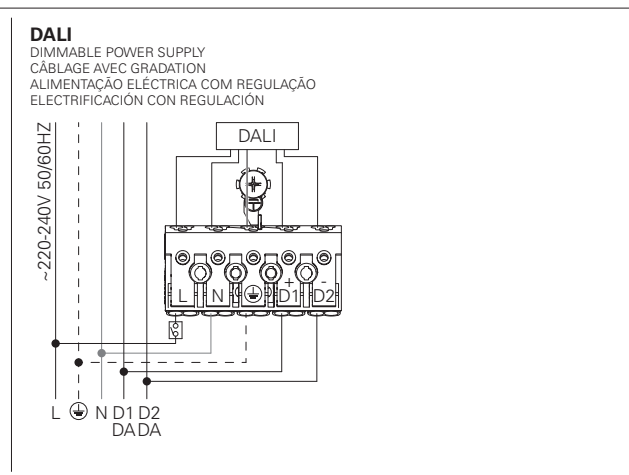 DALI
DIMMABLE POWER SUPPLY
CÂBLAGE AVEC GRADATION
ALIMENTAÇÃO ELÉCTRICA COM REGULAÇÃO
ELECTRIFICACIÓN CON REGULACIÓN
~220-240V 50/60HZ
DALI
+ -
L N D1 D2
L N D1 D2
DA DA